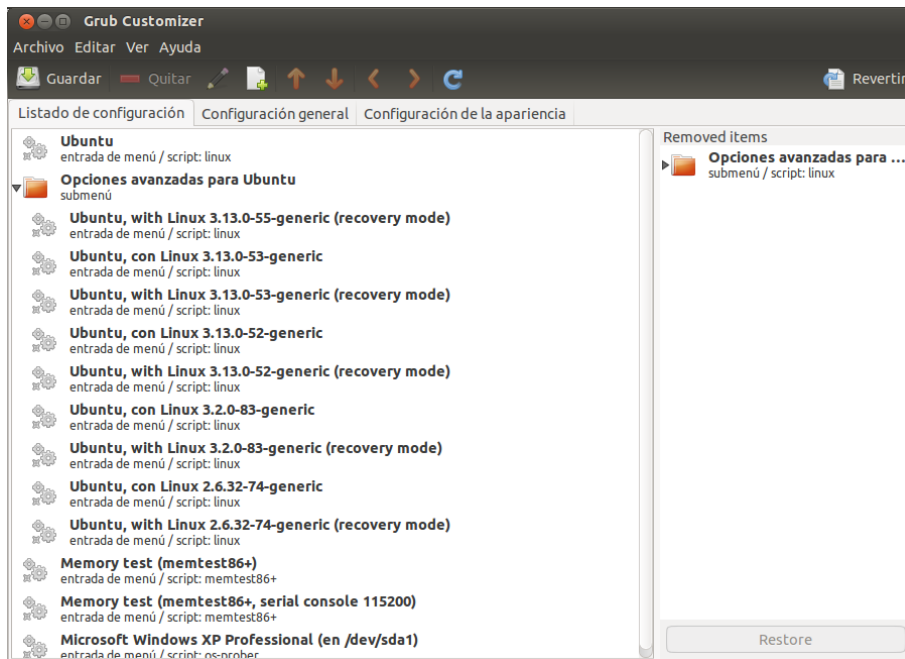 Grub Customizer
Archivo Editar Ver Ayuda
Guardar Quitar Revertir
Listado de configuración Configuración general Configuración de la apariencia
Ubuntu
entrada de menú / script: linux
Opciones avanzadas para Ubuntu
submenú
Ubuntu, with Linux 3.13.0-55-generic (recovery mode)
entrada de menú / script: linux
Ubuntu, con Linux 3.13.0-53-generic
entrada de menú / script: linux
Ubuntu, with Linux 3.13.0-53-generic (recovery mode)
entrada de menú / script: linux
Ubuntu, con Linux 3.13.0-52-generic
entrada de menú / script: linux
Ubuntu, with Linux 3.13.0-52-generic (recovery mode)
entrada de menú / script: linux
Ubuntu, con Linux 3.2.0-83-generic
entrada de menú / script: linux
Ubuntu, with Linux 3.2.0-83-generic (recovery mode)
entrada de menú / script: linux
Ubuntu, con Linux 2.6.32-74-generic
entrada de menú / script: linux
Ubuntu, with Linux 2.6.32-74-generic (recovery mode)
entrada de menú / script: linux
Memory test (memtest86+)
entrada de menú / script: memtest86+
Memory test (memtest86+, serial console 115200)
entrada de menú / script: memtest86+
Microsoft Windows XP Professional (en /dev/sda1)
entrada de menú / script: os-prober
Removed items
Opciones avanzadas para ...
submenú / script: linux
Restore